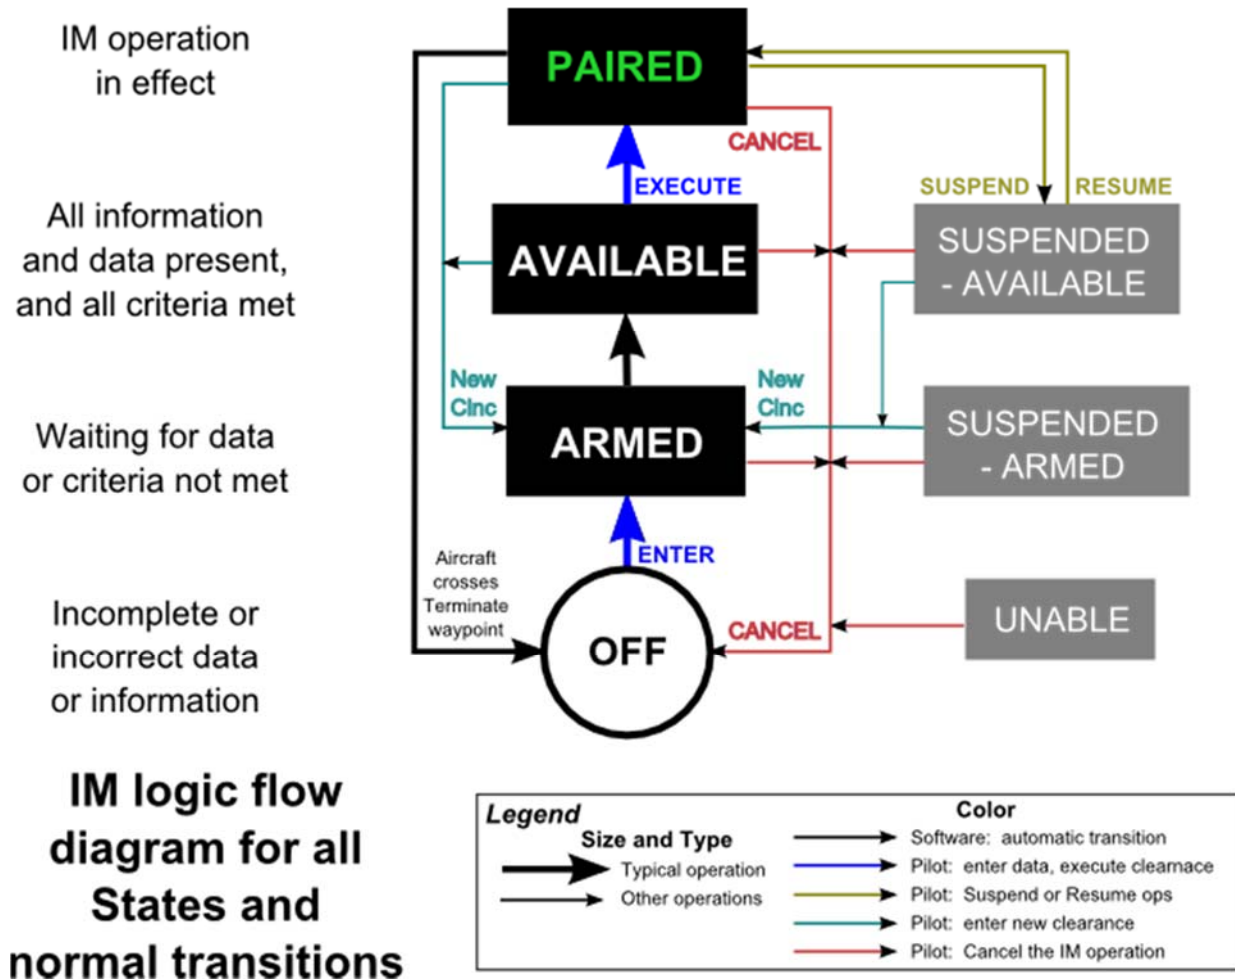 IM operation
in effect
PAIRED
CANCEL
EXECUTE
SUSPEND
RESUME
All information
and data present,
and all criteria met
AVAILABLE
SUSPENDED
- AVAILABLE
New
Clnc
New
Clnc
Waiting for data
or criteria not met
ARMED
SUSPENDED
- ARMED
ENTER
Aircraft
crosses
Terminate
waypoint
Incomplete or
incorrect data
or information
OFF
CANCEL
UNABLE
IM logic flow
diagram for all
States and
normal transitions
Legend
Size and Type
Typical operation
Other operations
Color
Software: automatic transition
Pilot: enter data, execute clearnace
Pilot: Suspend or Resume ops
Pilot: enter new clearance
Pilot: Cancel the IM operation